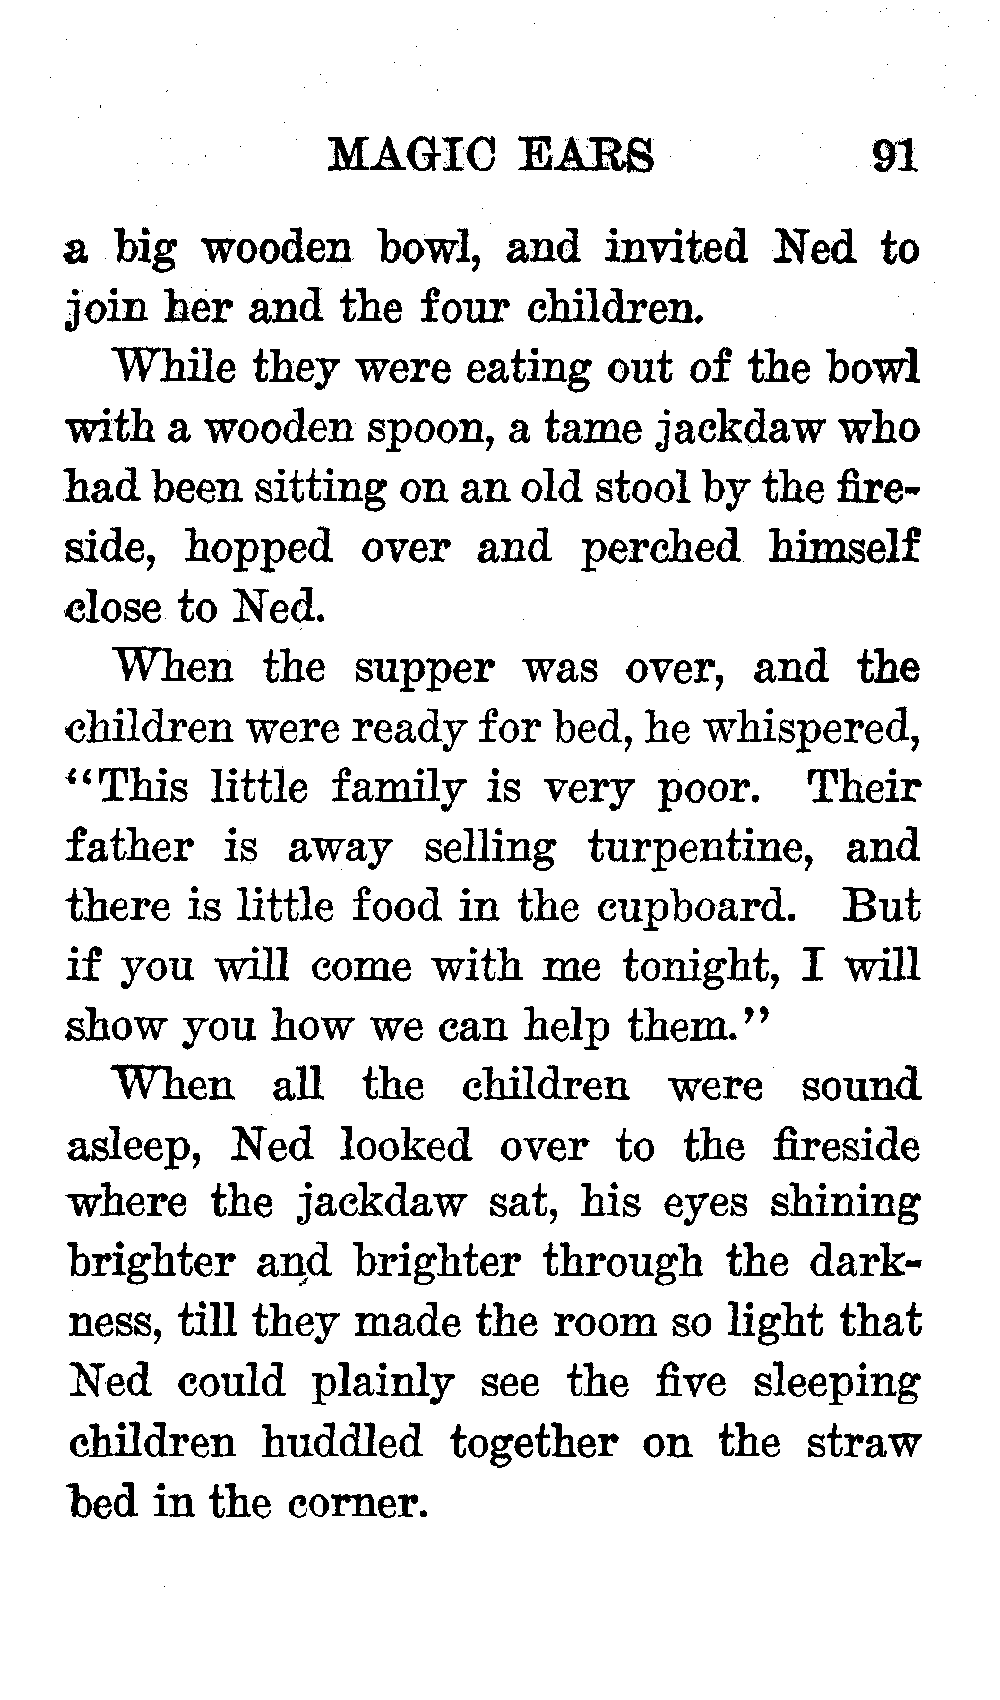 MAGIC EARS 91
a big wooden bowl, and invited Ned to
join her and the four children.
While they were eating out of the bowl
with a wooden spoon, a tame jackdaw who
had been sitting on an old stool by the fire-
side, hopped over and perched himself
close to Ned.
When the supper was over, and the
children were ready for bed, he whispered,
“This little family is very poor. Their
father is away selling turpentine, and
there is little food in the cupboard. But
if you will come with me tonight, I will
show you how we can help them.”
When all the children were sound
asleep, Ned looked over to the fireside
where the jackdaw sat, his eyes shining
brighter and brighter through the dark-
ness, till they made the room so light that
Ned could plainly see the five sleeping
children huddled together on the straw
bed in the corner.